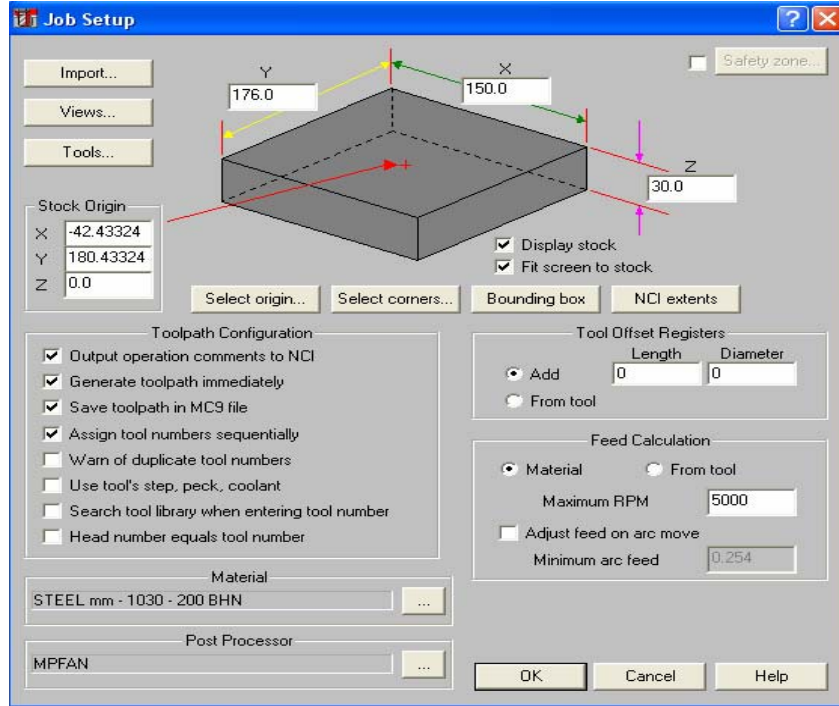 Job Setup
Import...
Views...
Tools...
Y
176.0
X
150.0
Safety zone...
Z
30.0
Stock Origin
X -42.43324
Y 180.43324
Z 0.0
Display stock
Fit screen to stock
Select origin... Select corners... Bounding box NCI extents
Toolpath Configuration
Output operation comments to NCI
Generate toolpath immediately
Save toolpath in MC9 file
Assign tool numbers sequentially
Warn of duplicate tool numbers
Use tool's step, peck, coolant
Search tool library when entering tool number
Head number equals tool number
Tool Offset Registers
Length Diameter
Add 0 0
From tool
Feed Calculation
Material From tool
Maximum RPM 5000
Adjust feed on arc move
Minimum arc feed 0.254
Material
STEEL mm - 1030 - 200 BHN ...
Post Processor
MPFAN ...
OK Cancel Help